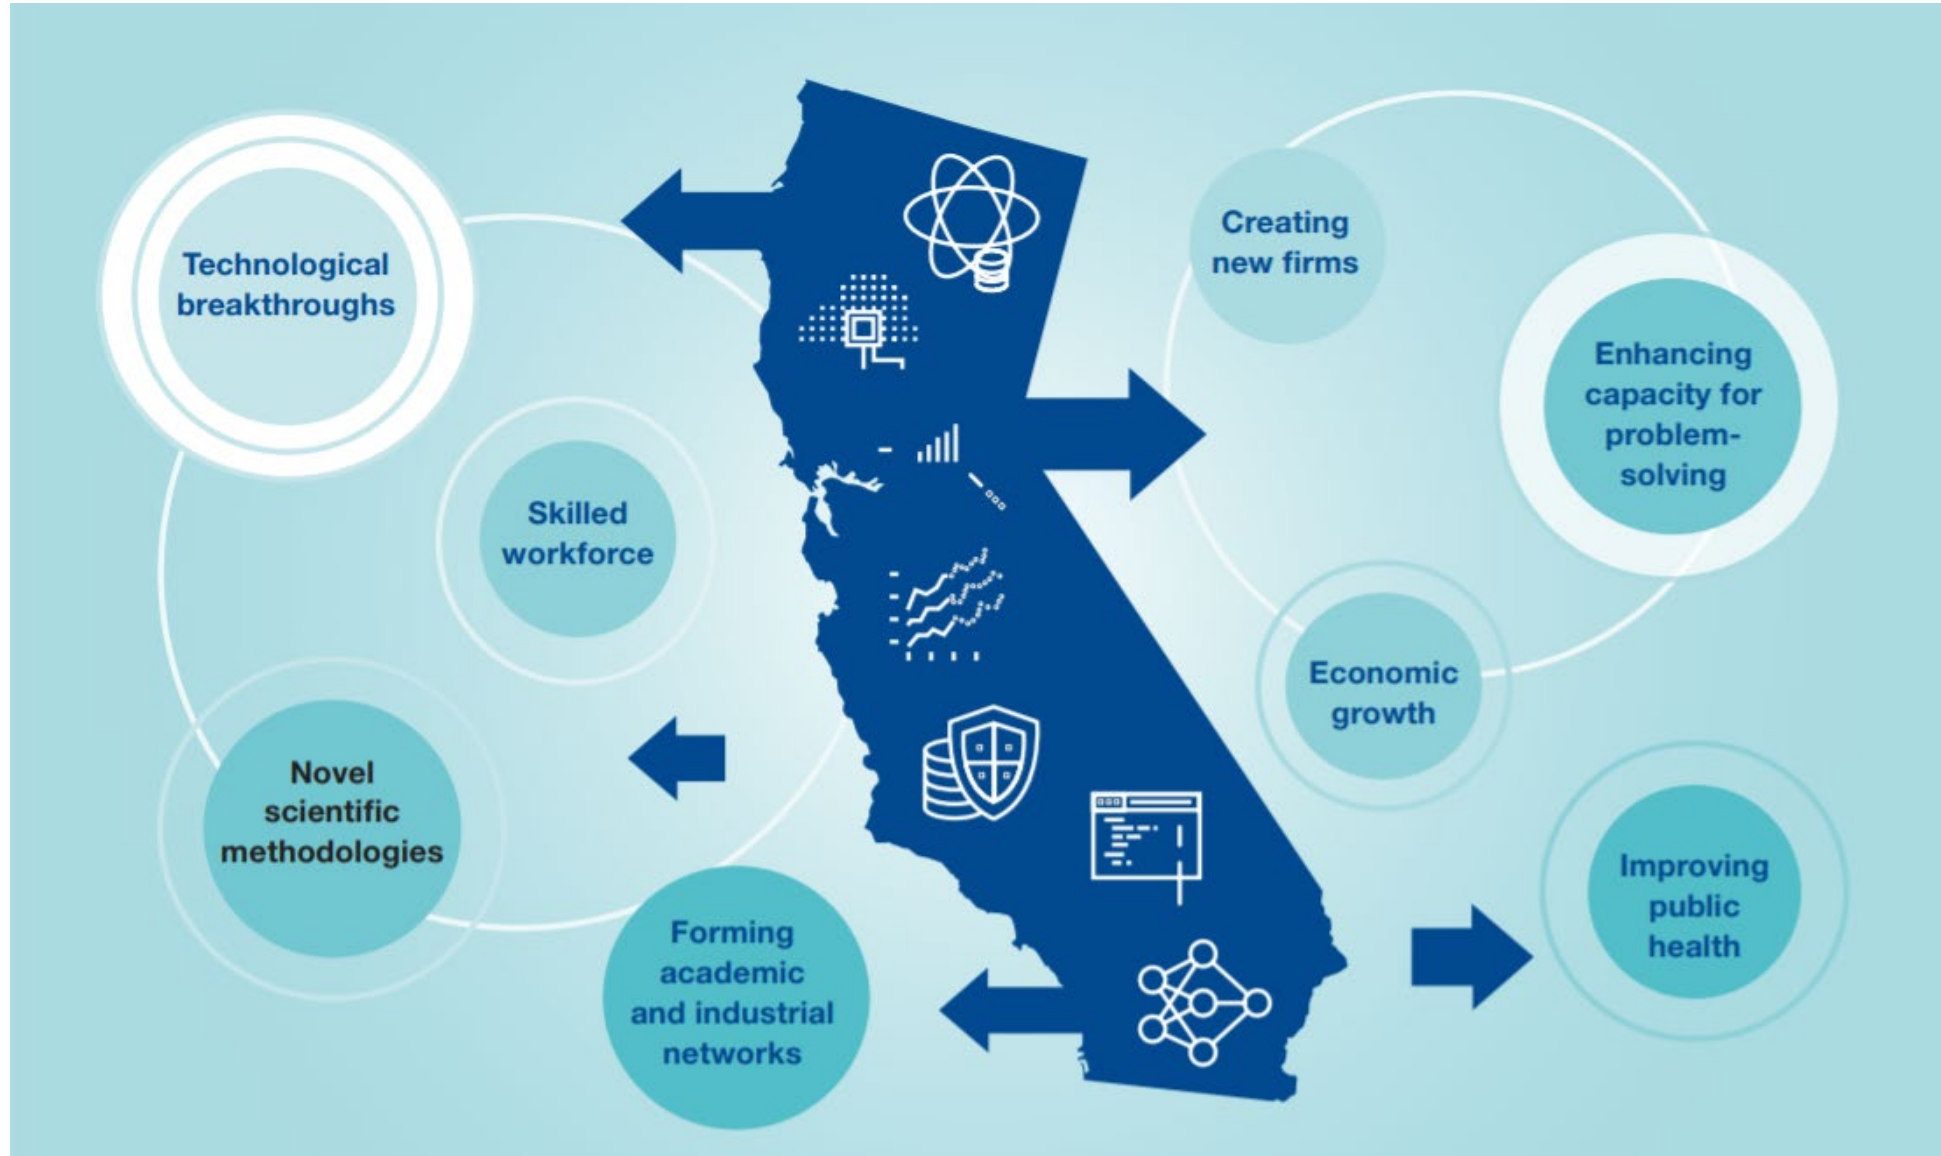 Technological
breakthroughs
Skilled
workforce
Novel
scientific
methodologies
Forming
academic
and industrial
networks
Creating
new firms
Enhancing
capacity for
problem-
solving
Economic
growth
Improving
public
health